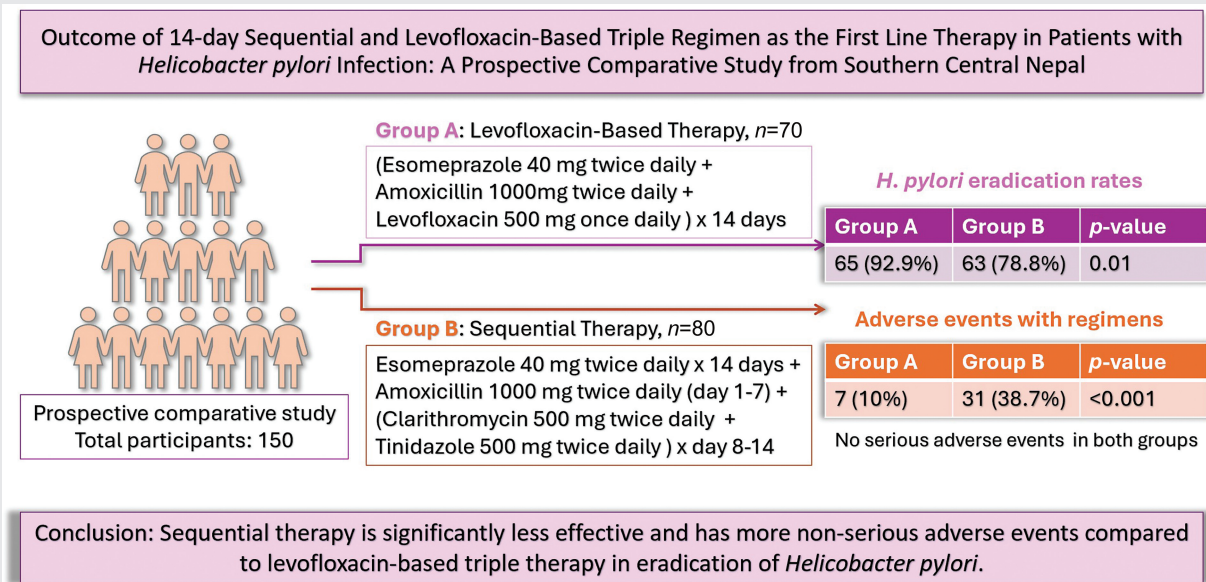 Outcome of 14-day Sequential and Levofloxacin-Based Triple Regimen as the First Line Therapy in Patients with
Helicobacter pylori Infection: A Prospective Comparative Study from Southern Central Nepal
Group A: Levofloxacin-Based Therapy, n=70
(Esomeprazole 40 mg twice daily +
Amoxicillin 1000mg twice daily +
Levofloxacin 500 mg once daily ) x 14 days
H. pylori eradication rates
Group A Group B p-value
65 (92.9%) 63 (78.8%) 0.01
Group B: Sequential Therapy, n=80
Esomeprazole 40 mg twice daily x 14 days +
Amoxicillin 1000 mg twice daily (day 1-7) +
(Clarithromycin 500 mg twice daily +
Tinidazole 500 mg twice daily ) x day 8-14
Adverse events with regimens
Group A Group B p-value
7 (10%) 31 (38.7%) <0.001
No serious adverse events in both groups
Prospective comparative study
Total participants: 150
Conclusion: Sequential therapy is significantly less effective and has more non-serious adverse events compared
to levofloxacin-based triple therapy in eradication of Helicobacter pylori.